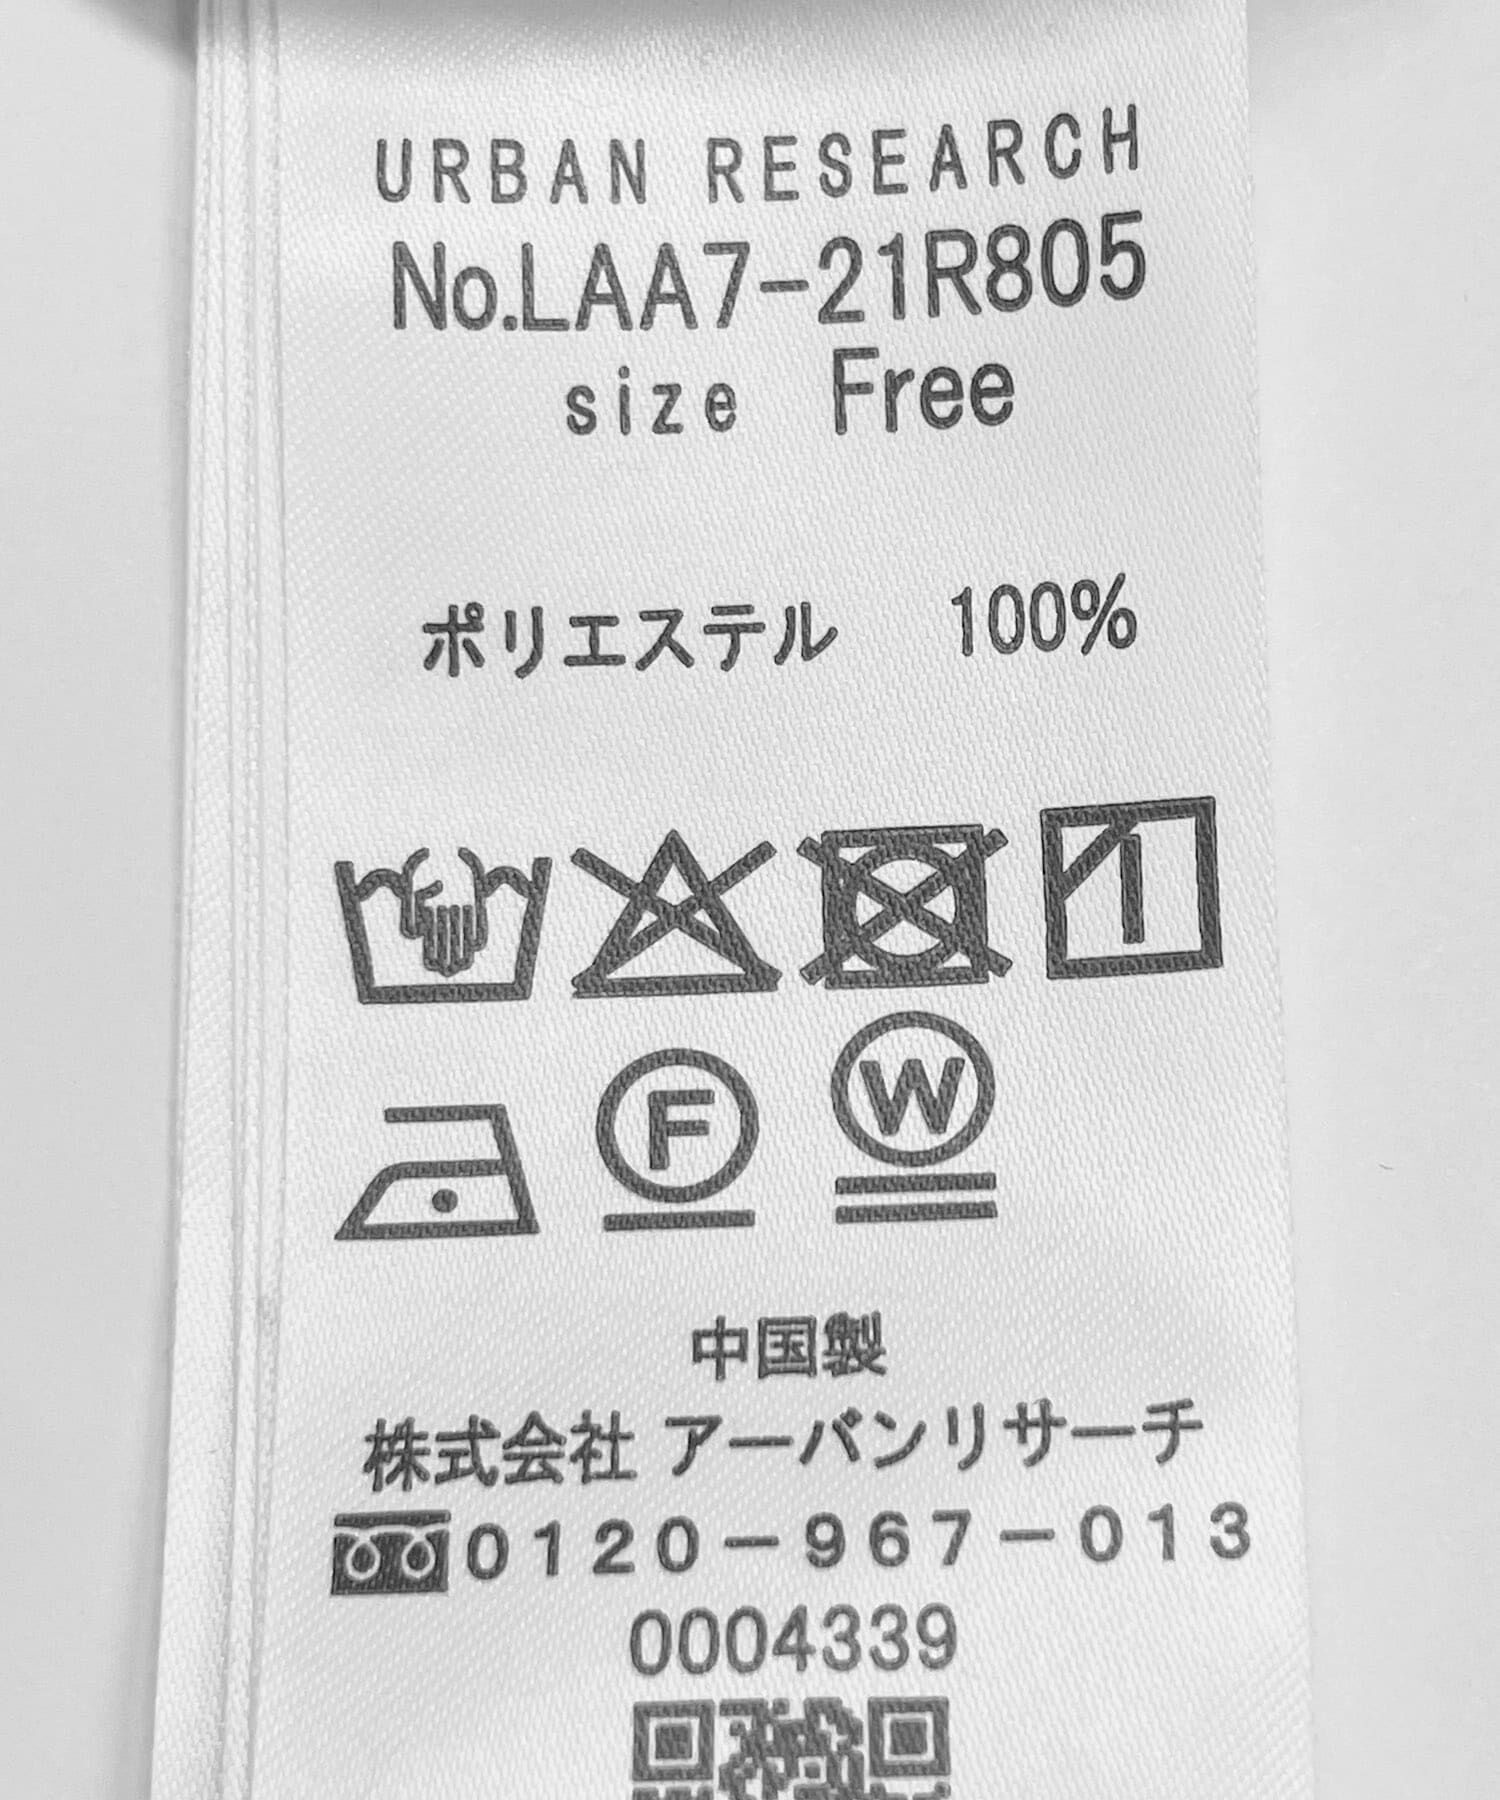 URBAN RESEARCH
No.LAA7-21R805
size Free
ポリエステル 100%
F W
中国製
株式会社 アーバンリサーチ
0120-967-013
0004339